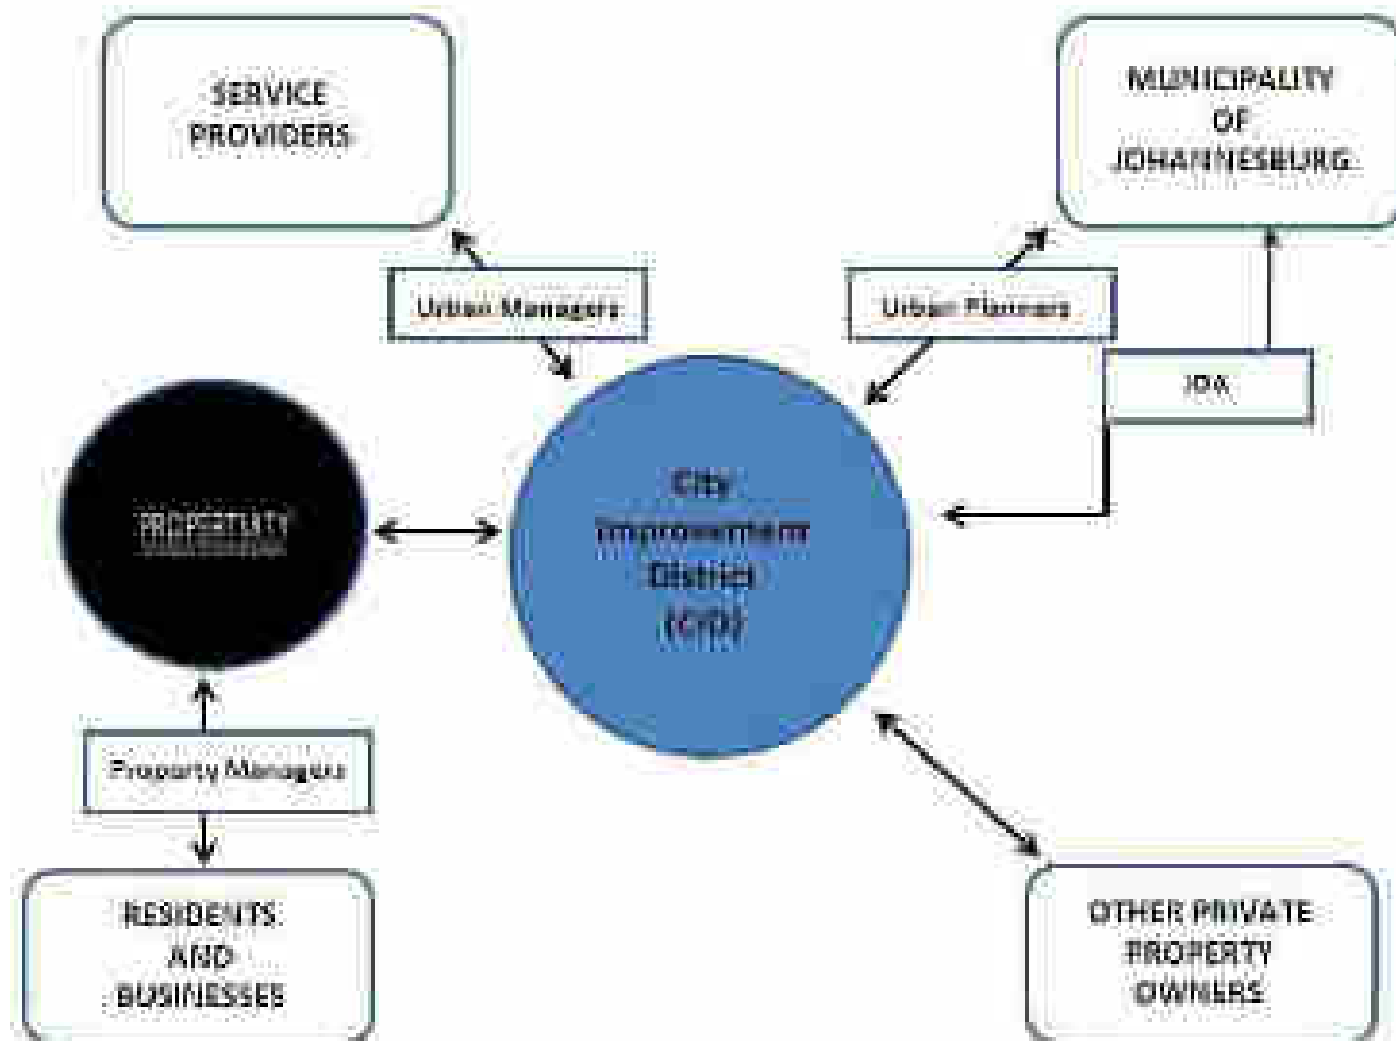 SERVICE
PROVIDERS
MUNICIPALITY
OF
JOHANNESBURG
Urban Managers
Urban Planners
JDA
PROPERTUITY
City
Improvement
District
(CID)
Property Managers
RESIDENTS
AND
BUSINESSES
OTHER PRIVATE
PROPERTY
OWNERS